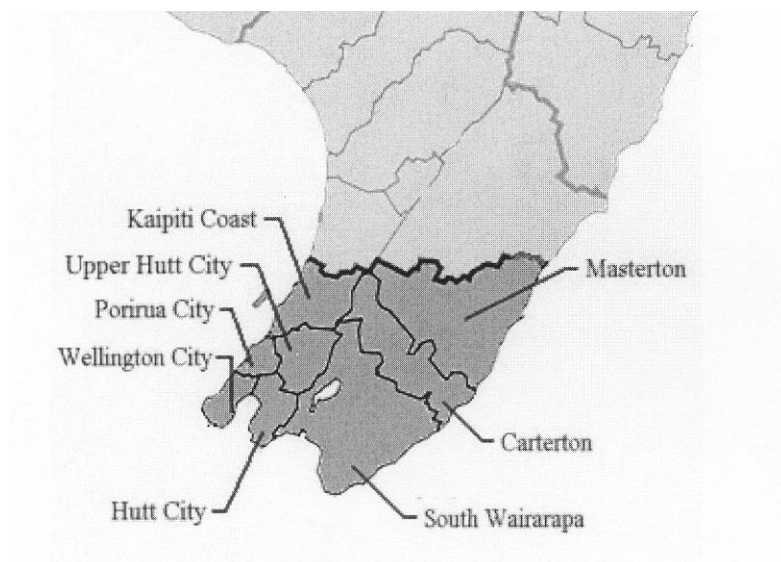 Kaipiti Coast
Upper Hutt City
Masterton
Porirua City
Wellington City
Carterton
Hutt City
South Wairarapa